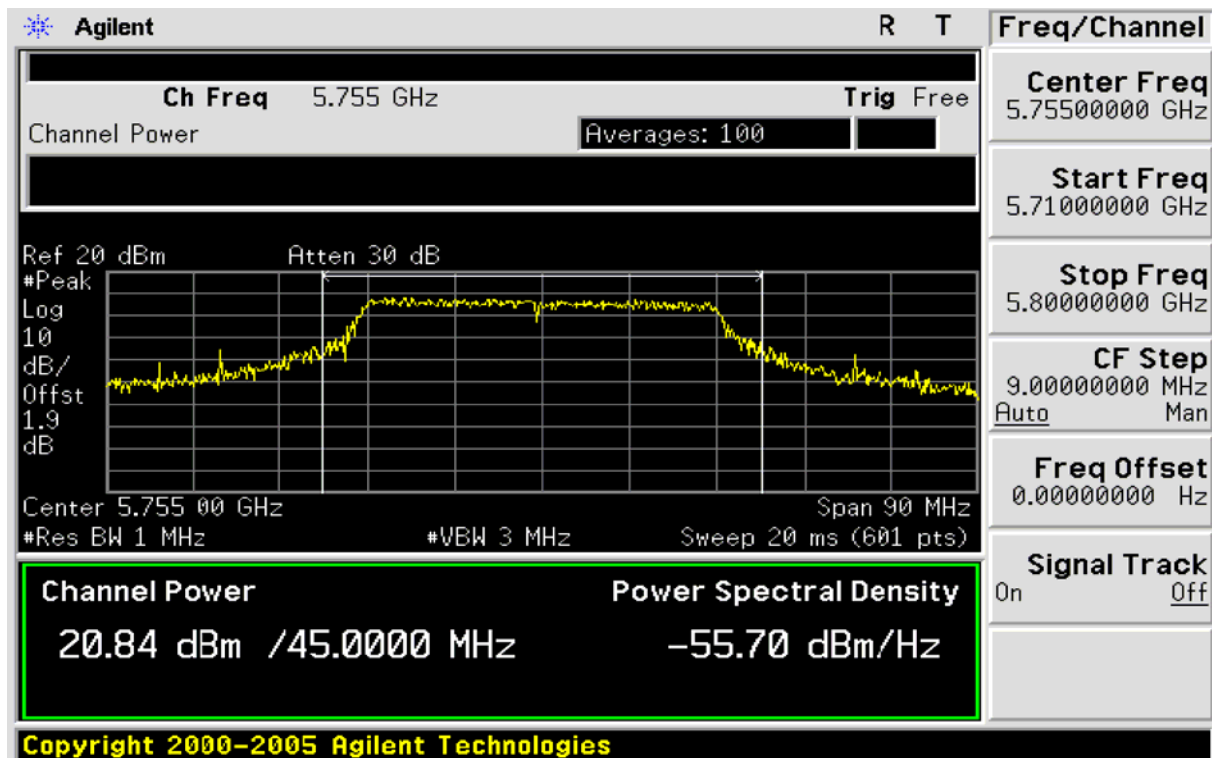 Agilent R T
Freq/Channel
Ch Freq 5.755 GHz Trig Free
Channel Power Averages: 100
Ref 20 dBm Atten 30 dB
#Peak
Log
10
dB/
Offst
1.9
dB
Center 5.755 00 GHz Span 90 MHz
#Res BW 1 MHz #VBW 3 MHz Sweep 20 ms (601 pts)
Channel Power Power Spectral Density
20.84 dBm /45.0000 MHz -55.70 dBm/Hz
Copyright 2000-2005 Agilent Technologies
Center Freq
5.75500000 GHz
Start Freq
5.71000000 GHz
Stop Freq
5.80000000 GHz
CF Step
9.00000000 MHz
Auto Man
Freq Offset
0.00000000 Hz
Signal Track
On Off